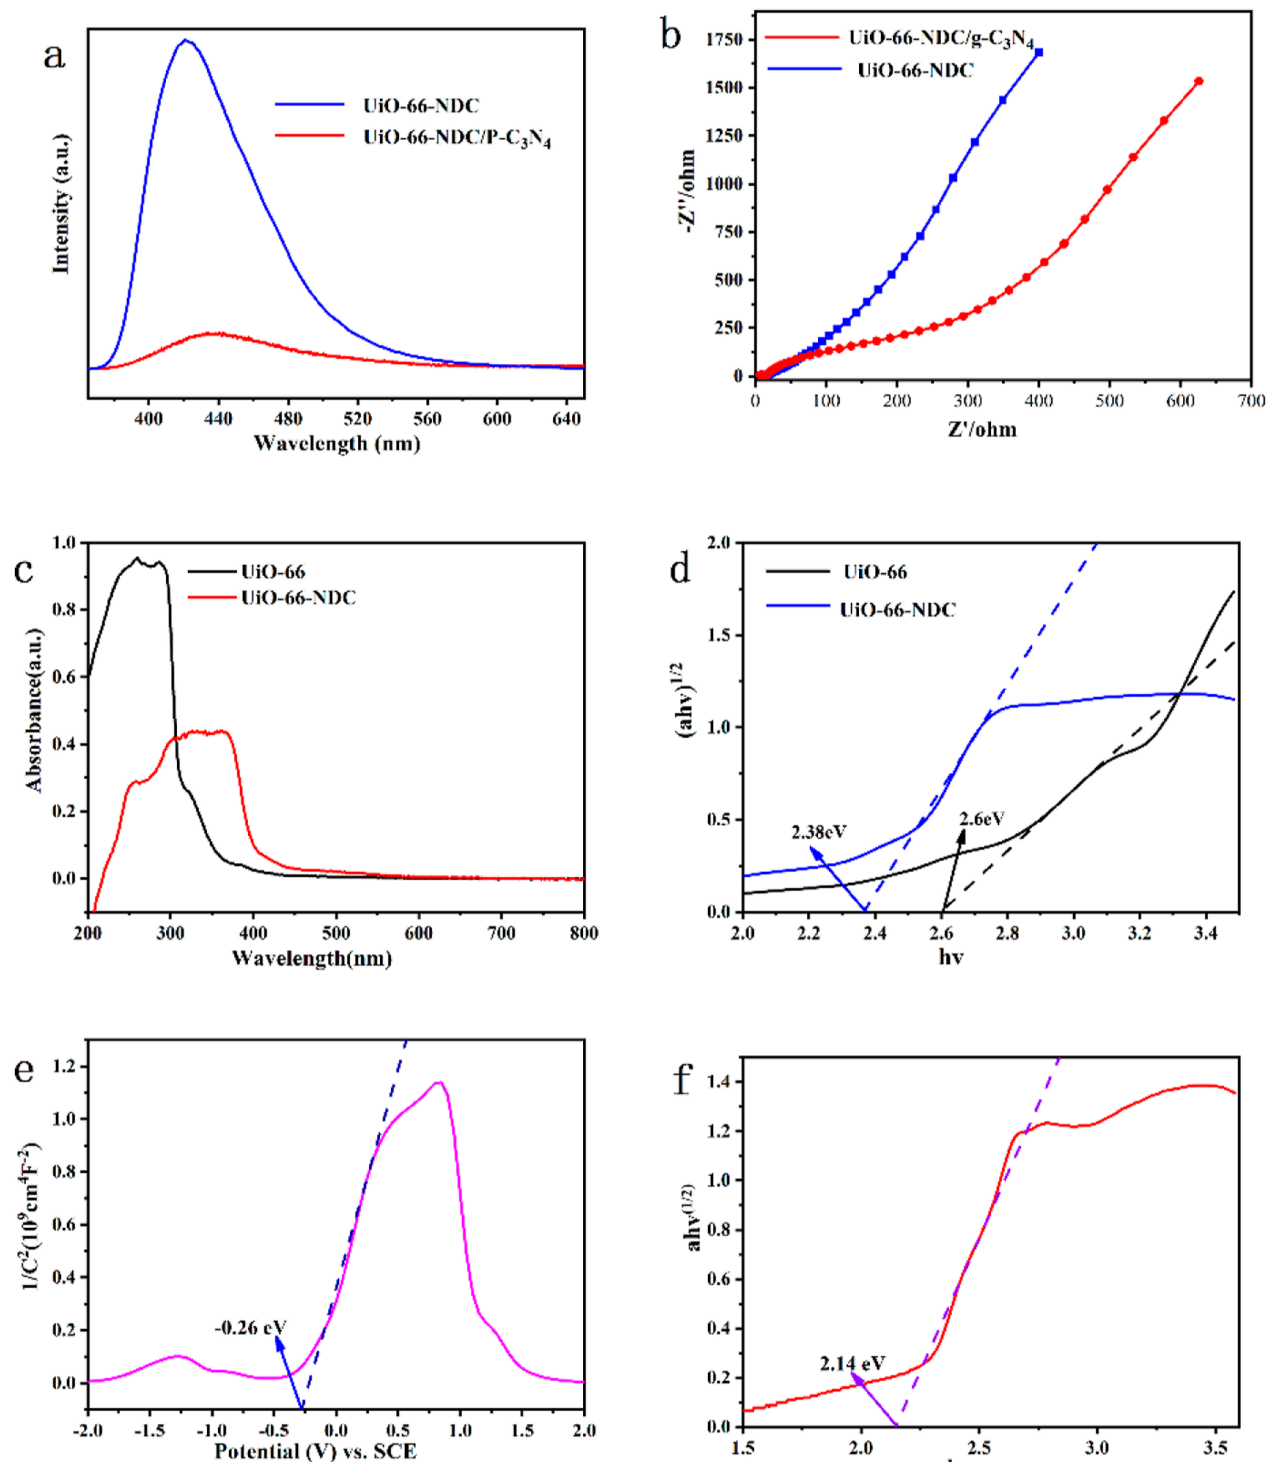 a
UiO-66-NDC
UiO-66-NDC/P-C₃N₄
Intensity (a.u.)
400 440 480 520 560 600 640
Wavelength (nm)
b
UiO-66-NDC/g-C₃N₄
UiO-66-NDC
-Z''/ohm
1750
1500
1250
1000
750
500
250
0
0 100 200 300 400 500 600 700
Z'/ohm
c
UiO-66
UiO-66-NDC
Absorbance(a.u.)
1.0
0.8
0.6
0.4
0.2
0.0
200 300 400 500 600 700 800
Wavelength(nm)
d
UiO-66
UiO-66-NDC
(ahv)¹/²
2.0
1.5
1.0
0.5
0.0
2.38eV
2.6eV
2.0 2.2 2.4 2.6 2.8 3.0 3.2 3.4
hv
e
1/C²(10⁹cm⁴F⁻²)
1.2
1.0
0.8
0.6
0.4
0.2
0.0
-0.26 eV
-2.0 -1.5 -1.0 -0.5 0.0 0.5 1.0 1.5 2.0
Potential (V) vs. SCE
f
ahv⁽¹/²⁾
1.4
1.2
1.0
0.8
0.6
0.4
0.2
0.0
2.14 eV
1.5 2.0 2.5 3.0 3.5